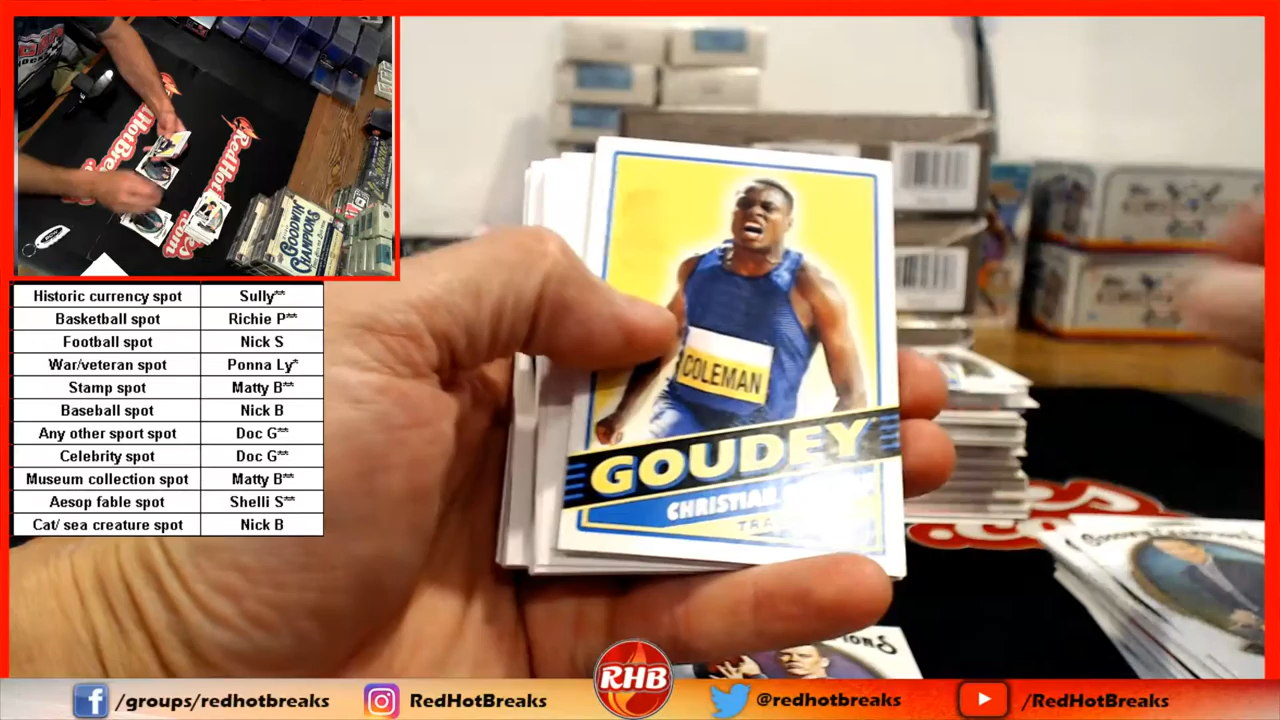 GOODWIN
CHAMPIONS
Historic currency spot Sully**
Basketball spot Richie P**
Football spot Nick S
War/veteran spot Ponna Ly*
Stamp spot Matty B**
Baseball spot Nick B
Any other sport spot Doc G**
Celebrity spot Doc G**
Museum collection spot Matty B**
Aesop fable spot Shelli S**
Cat/ sea creature spot Nick B
COLEMAN
GOUDEY
CHRISTIAN
RHB
/groups/redhotbreaks
RedHotBreaks
@redhotbreaks
/RedHotBreaks